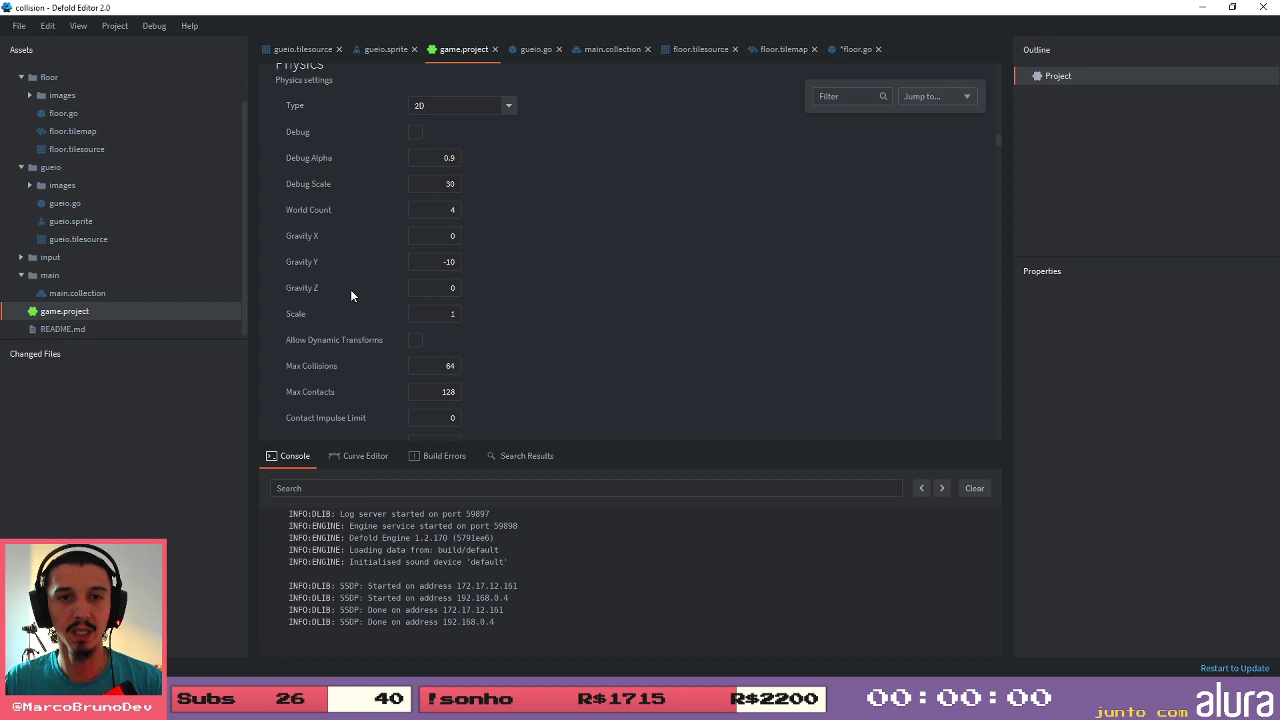 collision - Defold Editor 2.0
File Edit View Project Debug Help
Assets
floor
images
floor.go
floor.tilemap
floor.tilesource
gueio
images
gueio.go
gueio.sprite
gueio.tilesource
input
main
main.collection
game.project
README.md
Changed Files
gueio.tilesource gueio.sprite game.project gueio.go main.collection floor.tilesource floor.tilemap *floor.go
Physics
Physics settings
Filter Jump to...
Type 2D
Debug
Debug Alpha 0.9
Debug Scale 30
World Count 4
Gravity X 0
Gravity Y -10
Gravity Z 0
Scale 1
Allow Dynamic Transforms
Max Collisions 64
Max Contacts 128
Contact Impulse Limit 0
Console Curve Editor Build Errors Search Results
Search Clear
INFO:DLIB: Log server started on port 59897
INFO:ENGINE: Engine service started on port 59898
INFO:ENGINE: Defold Engine 1.2.170 (5791ee6)
INFO:ENGINE: Loading data from: build/default
INFO:ENGINE: Initialised sound device 'default'
INFO:DLIB: SSDP: Started on address 172.17.12.161
INFO:DLIB: SSDP: Started on address 192.168.0.4
INFO:DLIB: SSDP: Done on address 172.17.12.161
INFO:DLIB: SSDP: Done on address 192.168.0.4
Outline
Project
Properties
Restart to Update
@MarcoBrunoDev
Subs 26 40 !sonho R$1715 R$2200 00:00:00
junto com alura